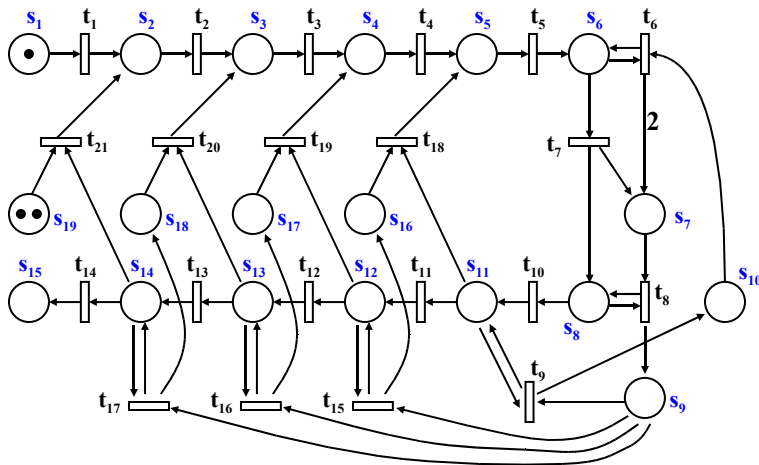 s1 t1 s2 t2 s3 t3 s4 t4 s5 t5 s6 t6
2
t21 t20 t19 t18 t7
s19 s18 s17 s16 s7
s15 t14 s14 t13 s13 t12 s12 t11 s11 t10 s8 t8 s10
t9
t17 t16 t15 s9